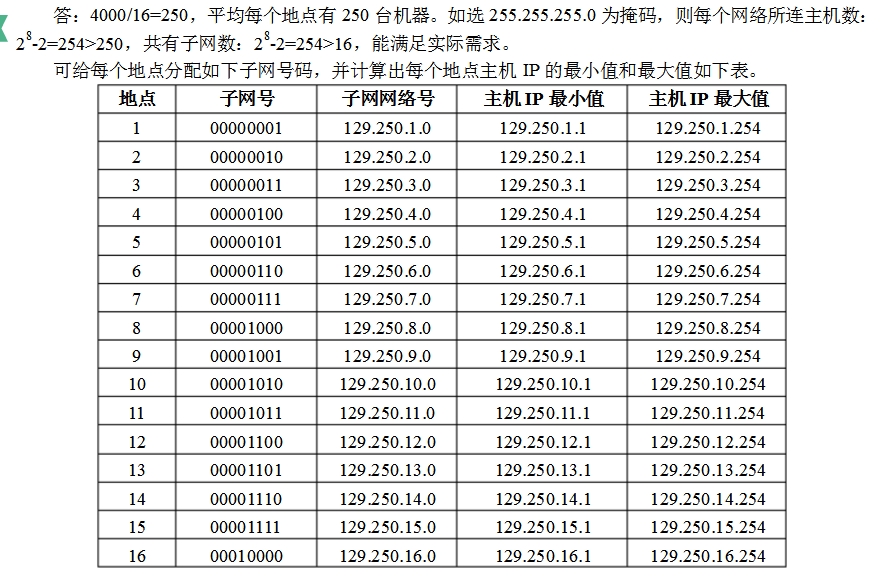 答：4000/16=250，平均每个地点有 250 台机器。如选 255.255.255.0 为掩码，则每个网络所连主机数：
2⁸-2=254>250，共有子网数：2⁸-2=254>16，能满足实际需求。
可给每个地点分配如下子网号码，并计算出每个地点主机 IP 的最小值和最大值如下表。
地点 子网号 子网网络号 主机 IP 最小值 主机 IP 最大值
1 00000001 129.250.1.0 129.250.1.1 129.250.1.254
2 00000010 129.250.2.0 129.250.2.1 129.250.2.254
3 00000011 129.250.3.0 129.250.3.1 129.250.3.254
4 00000100 129.250.4.0 129.250.4.1 129.250.4.254
5 00000101 129.250.5.0 129.250.5.1 129.250.5.254
6 00000110 129.250.6.0 129.250.6.1 129.250.6.254
7 00000111 129.250.7.0 129.250.7.1 129.250.7.254
8 00001000 129.250.8.0 129.250.8.1 129.250.8.254
9 00001001 129.250.9.0 129.250.9.1 129.250.9.254
10 00001010 129.250.10.0 129.250.10.1 129.250.10.254
11 00001011 129.250.11.0 129.250.11.1 129.250.11.254
12 00001100 129.250.12.0 129.250.12.1 129.250.12.254
13 00001101 129.250.13.0 129.250.13.1 129.250.13.254
14 00001110 129.250.14.0 129.250.14.1 129.250.14.254
15 00001111 129.250.15.0 129.250.15.1 129.250.15.254
16 00010000 129.250.16.0 129.250.16.1 129.250.16.254